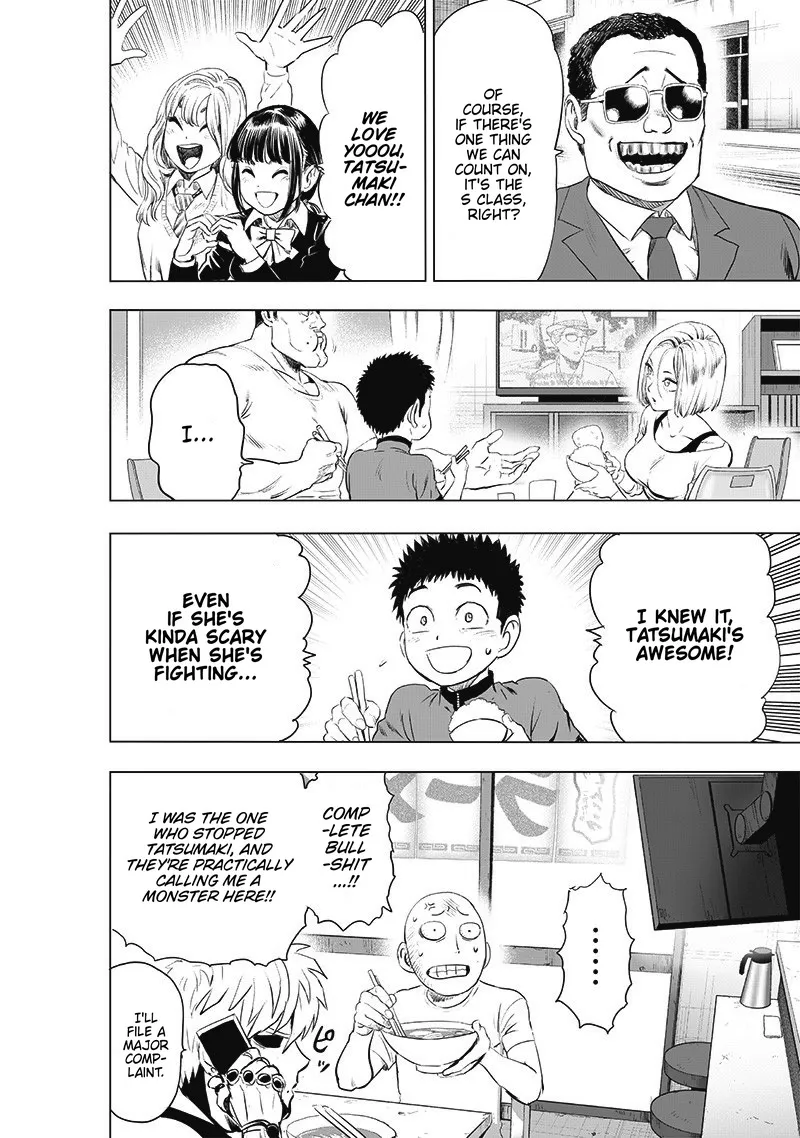 OF
COURSE,
IF THERE'S
ONE THING
WE CAN
COUNT ON,
IT'S THE
S CLASS,
RIGHT?
WE
LOVE
YOOOU,
TATSU-
MAKI
CHAN!!
I...
I KNEW IT,
TATSUMAKI'S
AWESOME!
EVEN
IF SHE'S
KINDA SCARY
WHEN SHE'S
FIGHTING...
......
COMP
-LETE
BULL
-SHIT
...!!
I WAS THE ONE
WHO STOPPED
TATSUMAKI, AND
THEY'RE PRACTICALLY
CALLING ME A
MONSTER HERE!!
ピッ
I'LL
FILE A
MAJOR
COMP-
LAINT.